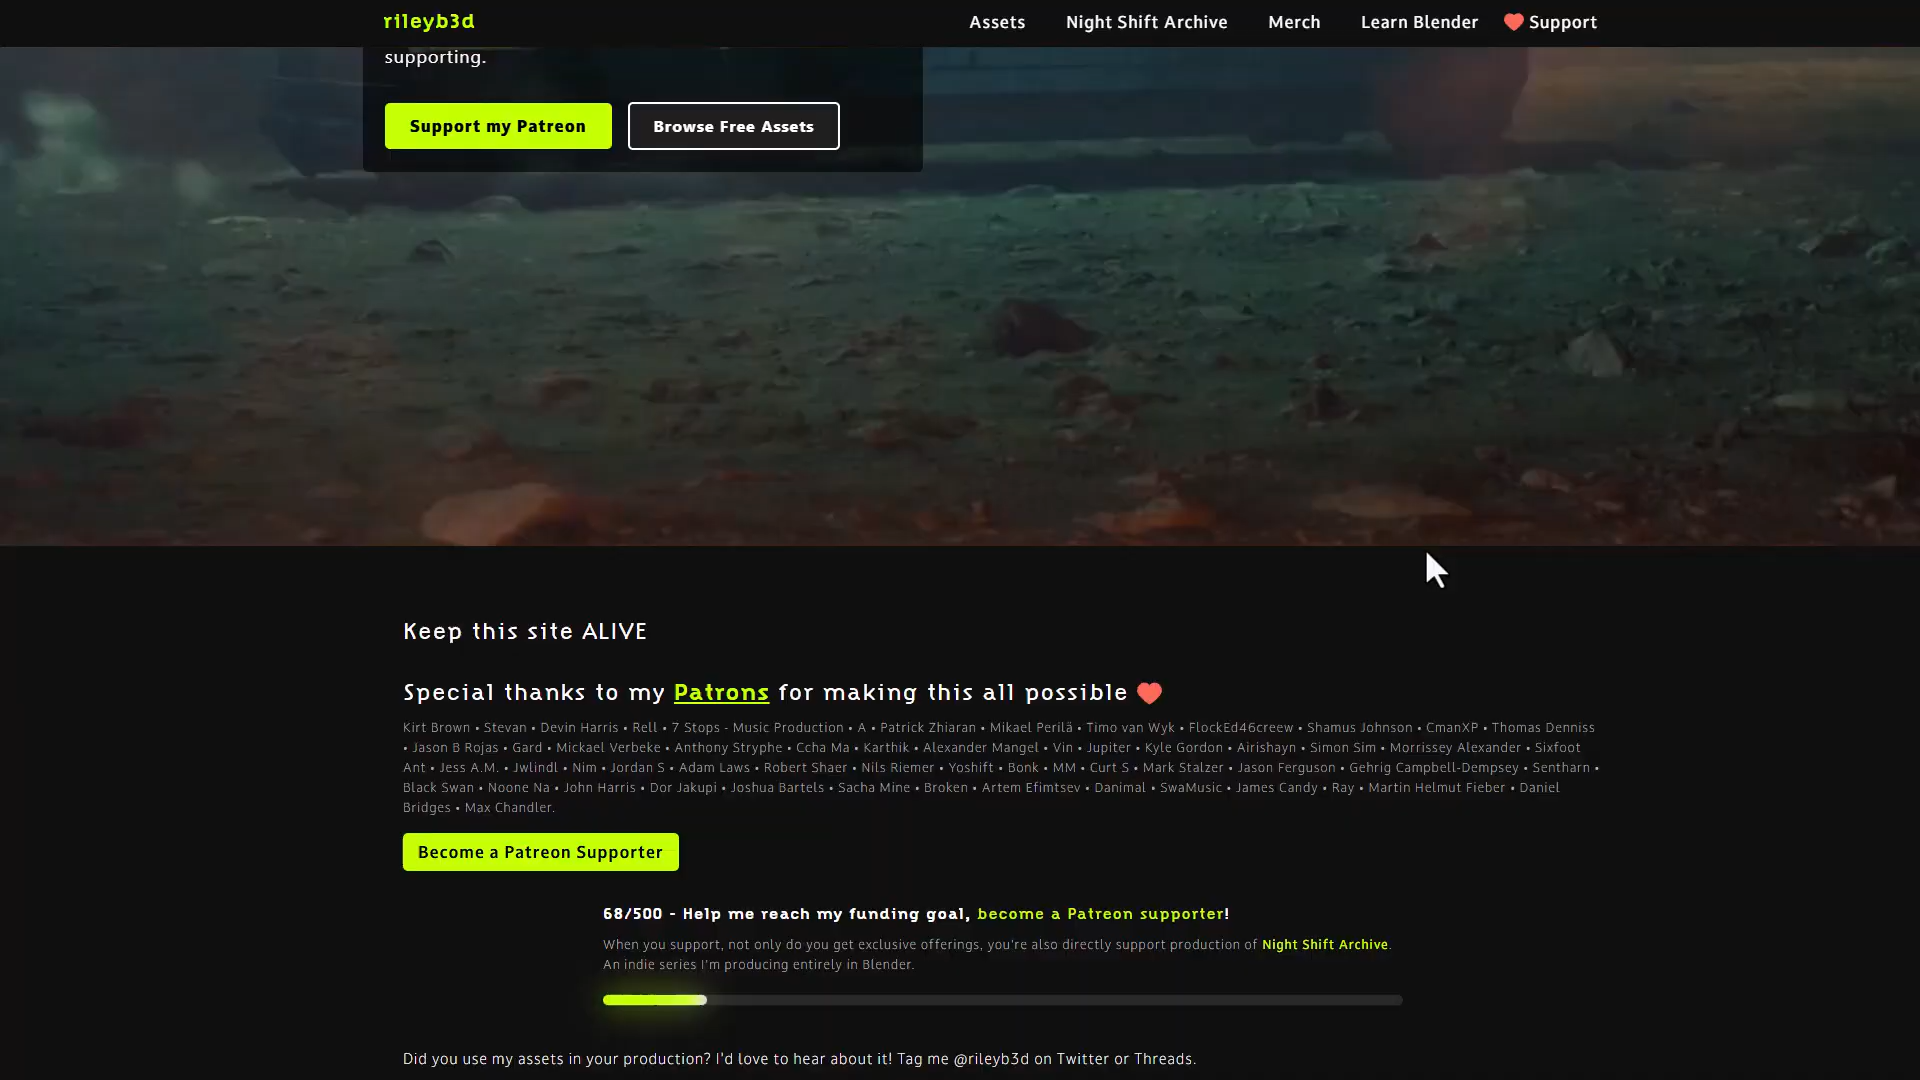 rileyb3d
Assets Night Shift Archive Merch Learn Blender ❤ Support
supporting.
Support my Patreon Browse Free Assets
Keep this site ALIVE
Special thanks to my Patrons for making this all possible ❤
Kirt Brown • Stevan • Devin Harris • Rell • 7 Stops - Music Production • A • Patrick Zhiaran • Mikael Perilä • Timo van Wyk • FlockEd46creew • Shamus Johnson • CmanXP • Thomas Denniss
• Jason B Rojas • Gard • Mickael Verbeke • Anthony Stryphe • Ccha Ma • Karthik • Alexander Mangel • Vin • Jupiter • Kyle Gordon • Airishayn • Simon Sim • Morrissey Alexander • Sixfoot
Ant • Jess A.M. • Jwlindl • Nim • Jordan S • Adam Laws • Robert Shaer • Nils Riemer • Yoshift • Bonk • MM • Curt S • Mark Stalzer • Jason Ferguson • Gehrig Campbell-Dempsey • Sentharn •
Black Swan • Noone Na • John Harris • Dor Jakupi • Joshua Bartels • Sacha Mine • Broken • Artem Efimtsev • Danimal • SwaMusic • James Candy • Ray • Martin Helmut Fieber • Daniel
Bridges • Max Chandler.
Become a Patreon Supporter
68/500 - Help me reach my funding goal, become a Patreon supporter!
When you support, not only do you get exclusive offerings, you're also directly support production of Night Shift Archive.
An indie series I'm producing entirely in Blender.
Did you use my assets in your production? I'd love to hear about it! Tag me @rileyb3d on Twitter or Threads.